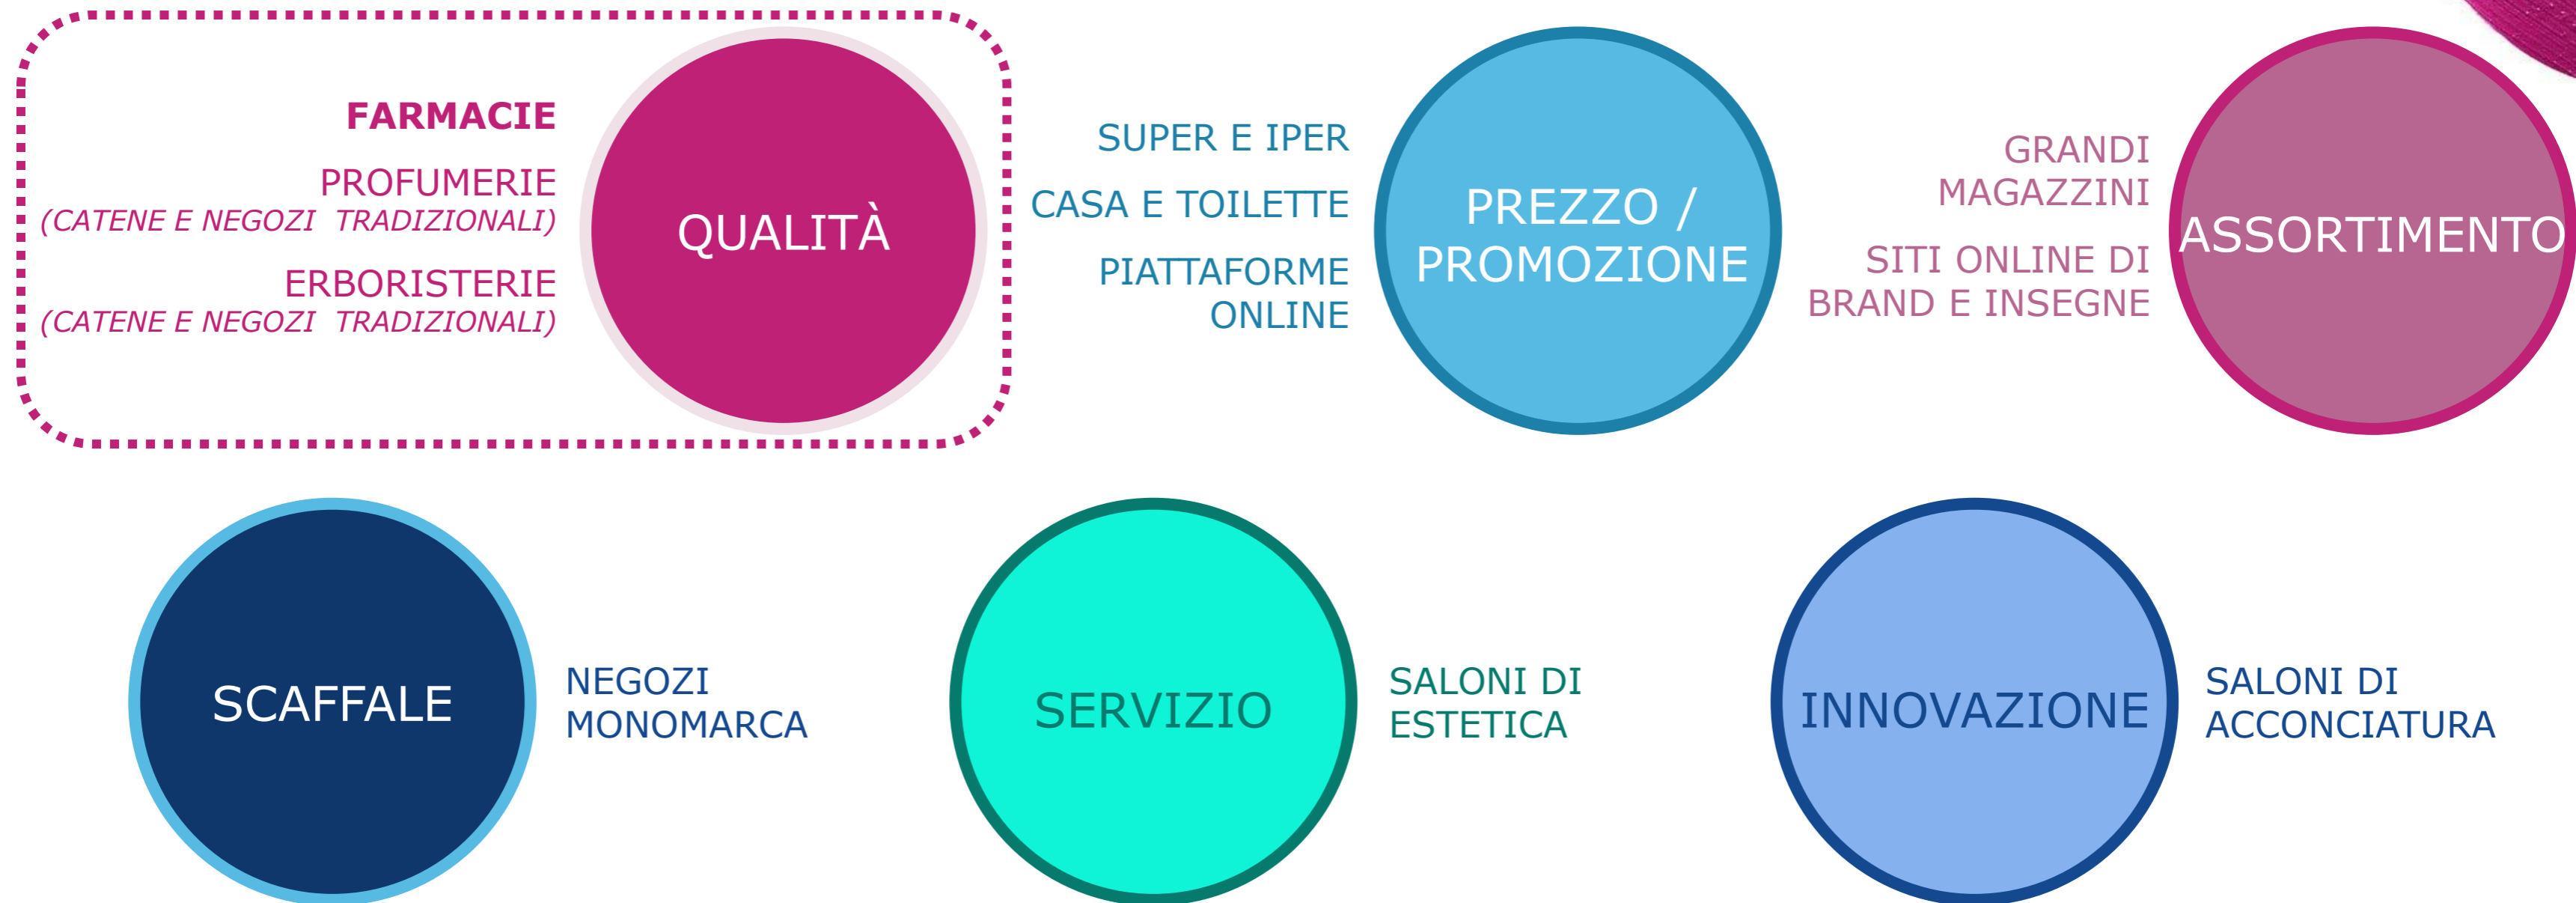 FARMACIE
PROFUMERIE
(CATENE E NEGOZI TRADIZIONALI)
ERBORISTERIE
(CATENE E NEGOZI TRADIZIONALI)
QUALITÀ
SUPER E IPER
CASA E TOILETTE
PIATTAFORME
ONLINE
PREZZO /
PROMOZIONE
GRANDI
MAGAZZINI
SITI ONLINE DI
BRAND E INSEGNE
ASSORTIMENTO
SCAFFALE
NEGOZI
MONOMARCA
SERVIZIO
SALONI DI
ESTETICA
INNOVAZIONE
SALONI DI
ACCONCIATURA